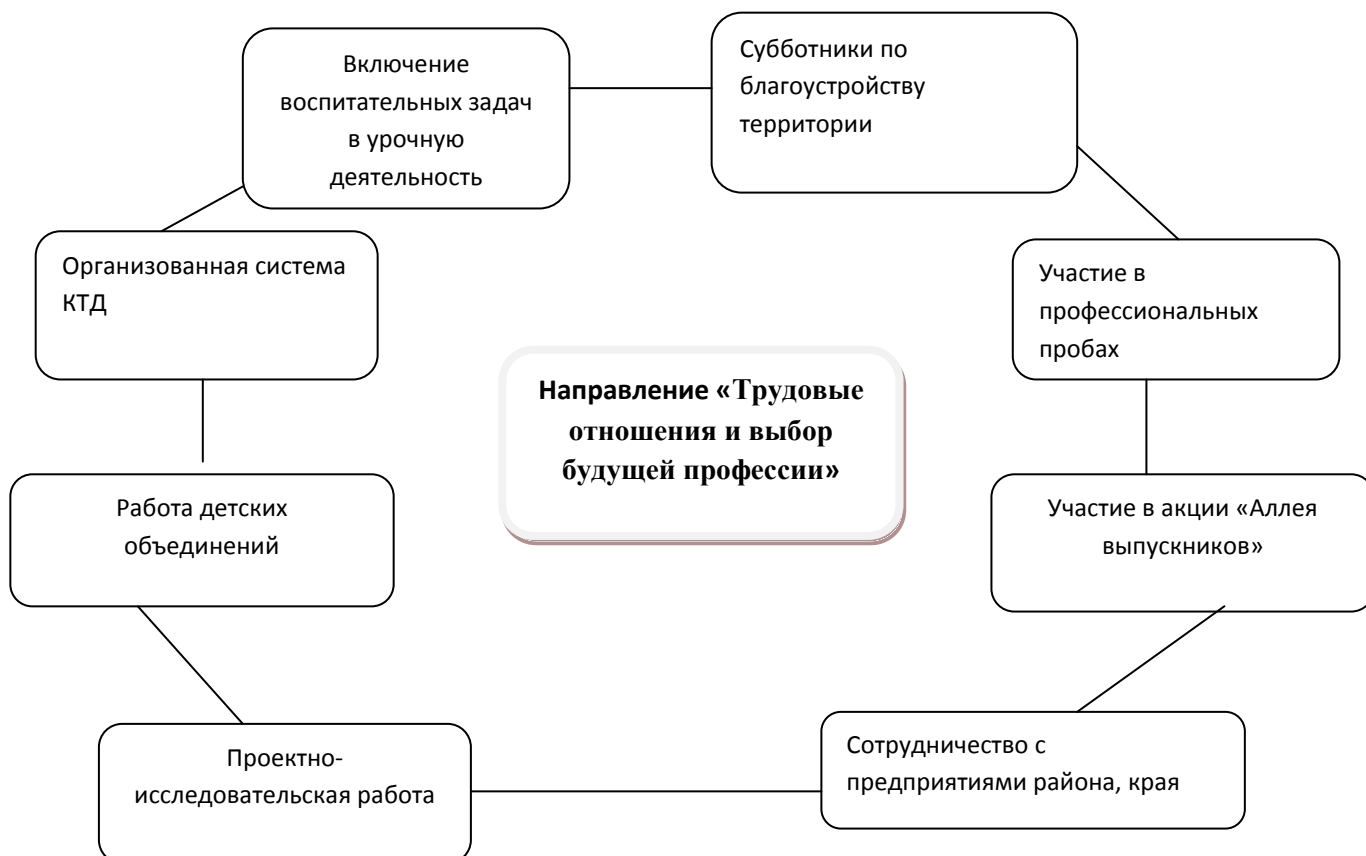 Включение
воспитательных задач
в урочную
деятельность
Субботники по
благоустройству
территории
Организованная система
КТД
Участие в
профессиональных
пробах
Направление «Трудовые
отношения и выбор
будущей профессии»
Работа детских
объединений
Участие в акции «Аллея
выпускников»
Проектно-
исследовательская работа
Сотрудничество с
предприятиями района, края